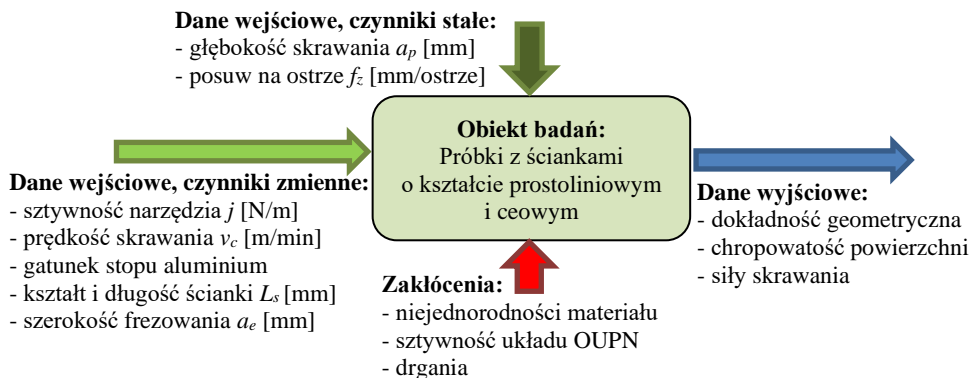 Dane wejściowe, czynniki stałe:
- głębokość skrawania ap [mm]
- posuw na ostrze fz [mm/ostrze]
Obiekt badań:
Próbki z ściankami
o kształcie prostoliniowym
i ceowym
Dane wejściowe, czynniki zmienne:
- sztywność narzędzia j [N/m]
- prędkość skrawania vc [m/min]
- gatunek stopu aluminium
- kształt i długość ścianki Ls [mm]
- szerokość frezowania ae [mm]
Dane wyjściowe:
- dokładność geometryczna
- chropowatość powierzchni
- siły skrawania
Zakłócenia:
- niejednorodności materiału
- sztywność układu OUPN
- drgania